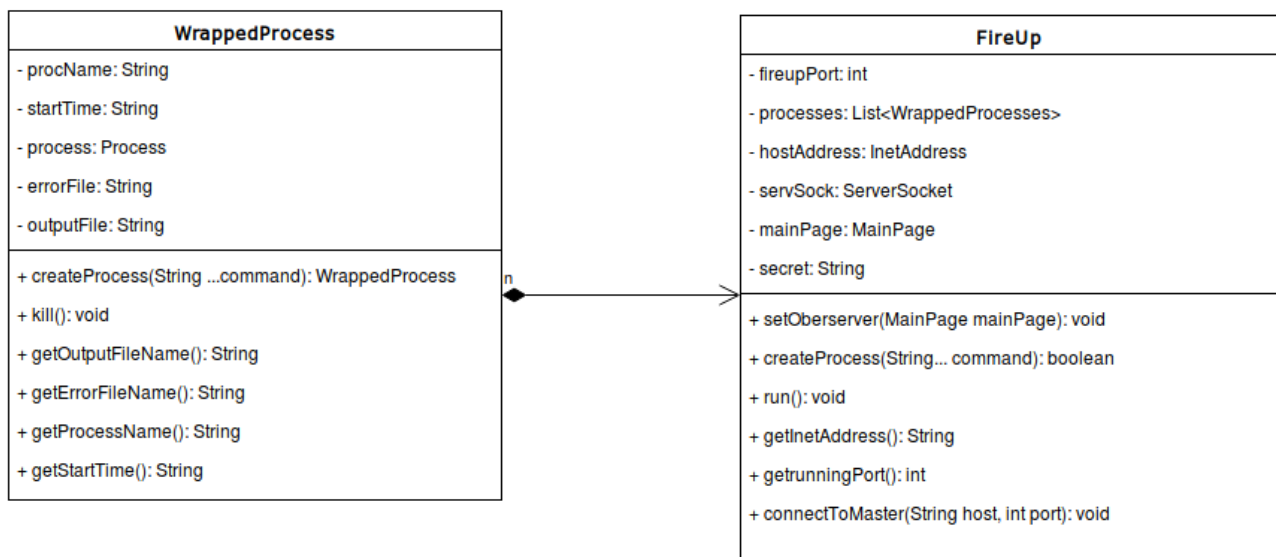 WrappedProcess
- procName: String
- startTime: String
- process: Process
- errorFile: String
- outputFile: String
+ createProcess(String ...command): WrappedProcess
+ kill(): void
+ getOutputFileName(): String
+ getErrorFileName(): String
+ getProcessName(): String
+ getStartTime(): String
n
FireUp
- fireupPort: int
- processes: List<WrappedProcesses>
- hostAddress: InetAddress
- servSock: ServerSocket
- mainPage: MainPage
- secret: String
+ setOberserver(MainPage mainPage): void
+ createProcess(String... command): boolean
+ run(): void
+ getInetAddress(): String
+ getrunningPort(): int
+ connectToMaster(String host, int port): void